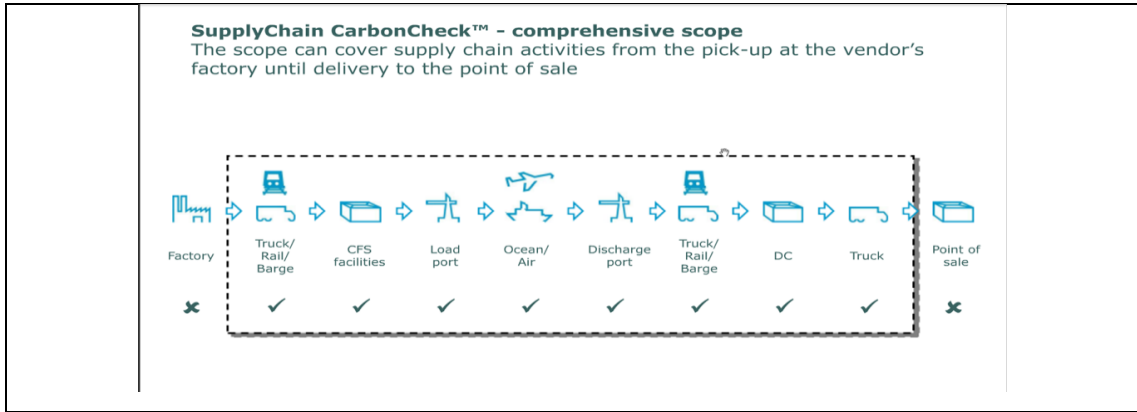 SupplyChain CarbonCheck™ - comprehensive scope
The scope can cover supply chain activities from the pick-up at the vendor's
factory until delivery to the point of sale
Factory
Truck/
Rail/
Barge
CFS
facilities
Load
port
Ocean/
Air
Discharge
port
Truck/
Rail/
Barge
DC
Truck
Point of
sale